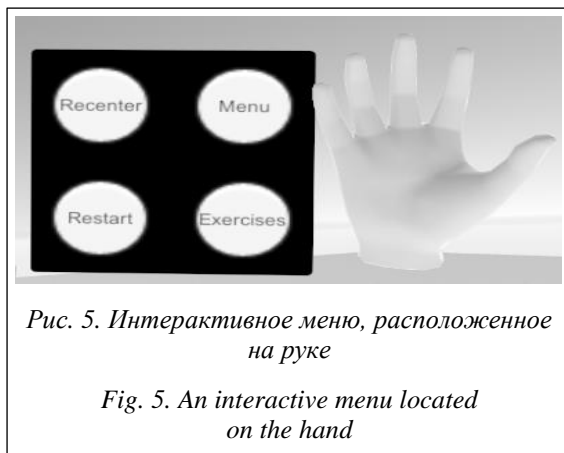 Recenter Menu
Restart Exercises
Рис. 5. Интерактивное меню, расположенное
на руке
Fig. 5. An interactive menu located
on the hand